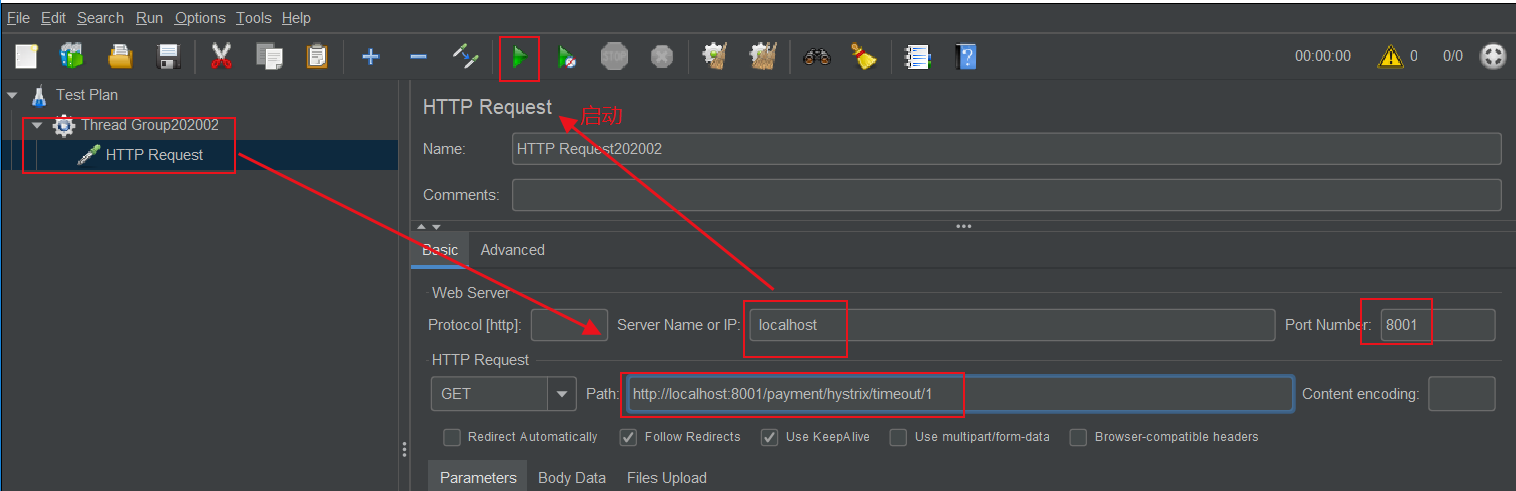 File Edit Search Run Options Tools Help
STOP
00:00:00 0 0/0
Test Plan
Thread Group202002
HTTP Request
HTTP Request
启动
Name: HTTP Request202002
Comments:
Basic Advanced
Web Server
Protocol [http]: Server Name or IP: localhost Port Number: 8001
HTTP Request
GET Path: http://localhost:8001/payment/hystrix/timeout/1 Content encoding:
Redirect Automatically Follow Redirects Use KeepAlive Use multipart/form-data Browser-compatible headers
Parameters Body Data Files Upload